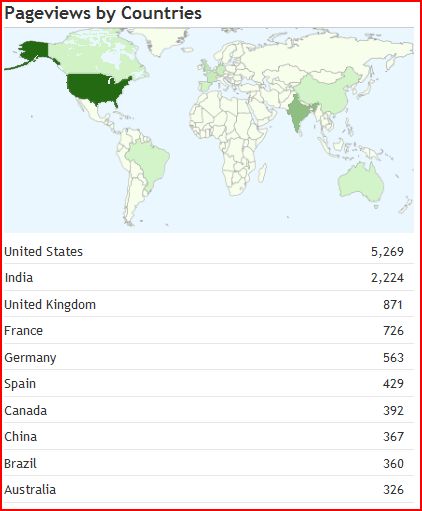 Pageviews by Countries
United States 5,269
India 2,224
United Kingdom 871
France 726
Germany 563
Spain 429
Canada 392
China 367
Brazil 360
Australia 326